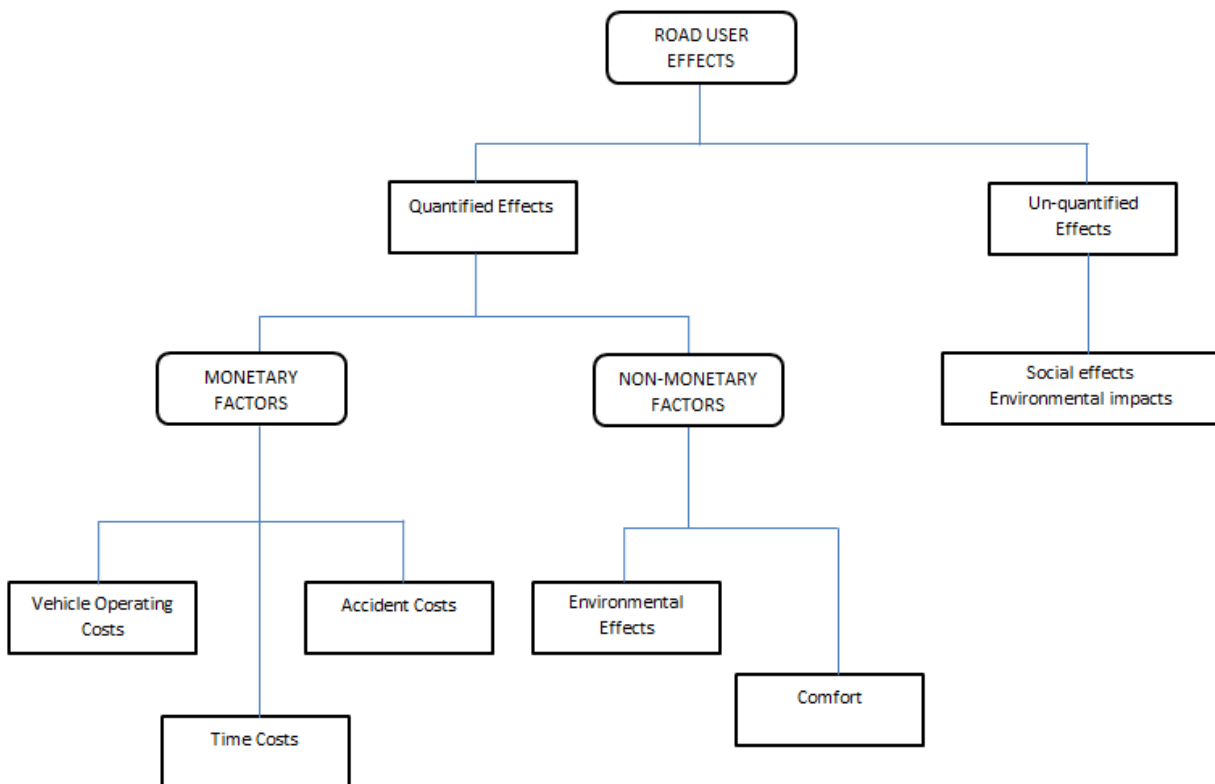 ROAD USER
EFFECTS
Quantified Effects
Un-quantified
Effects
MONETARY
FACTORS
NON-MONETARY
FACTORS
Social effects
Environmental impacts
Vehicle Operating
Costs
Accident Costs
Environmental
Effects
Comfort
Time Costs